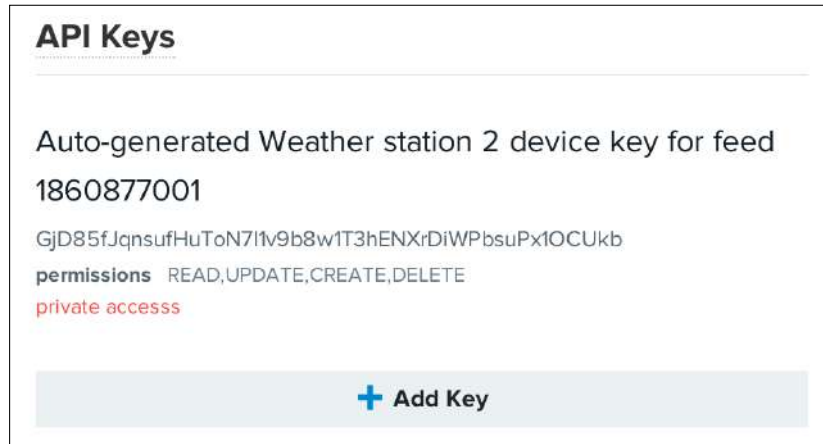 API Keys
Auto-generated Weather station 2 device key for feed
1860877001
GjD85fJqnsufHuToN7I1v9b8w1T3hENXrDiWPbsuPx1OCUkb
permissions READ,UPDATE,CREATE,DELETE
private accesss
+ Add Key